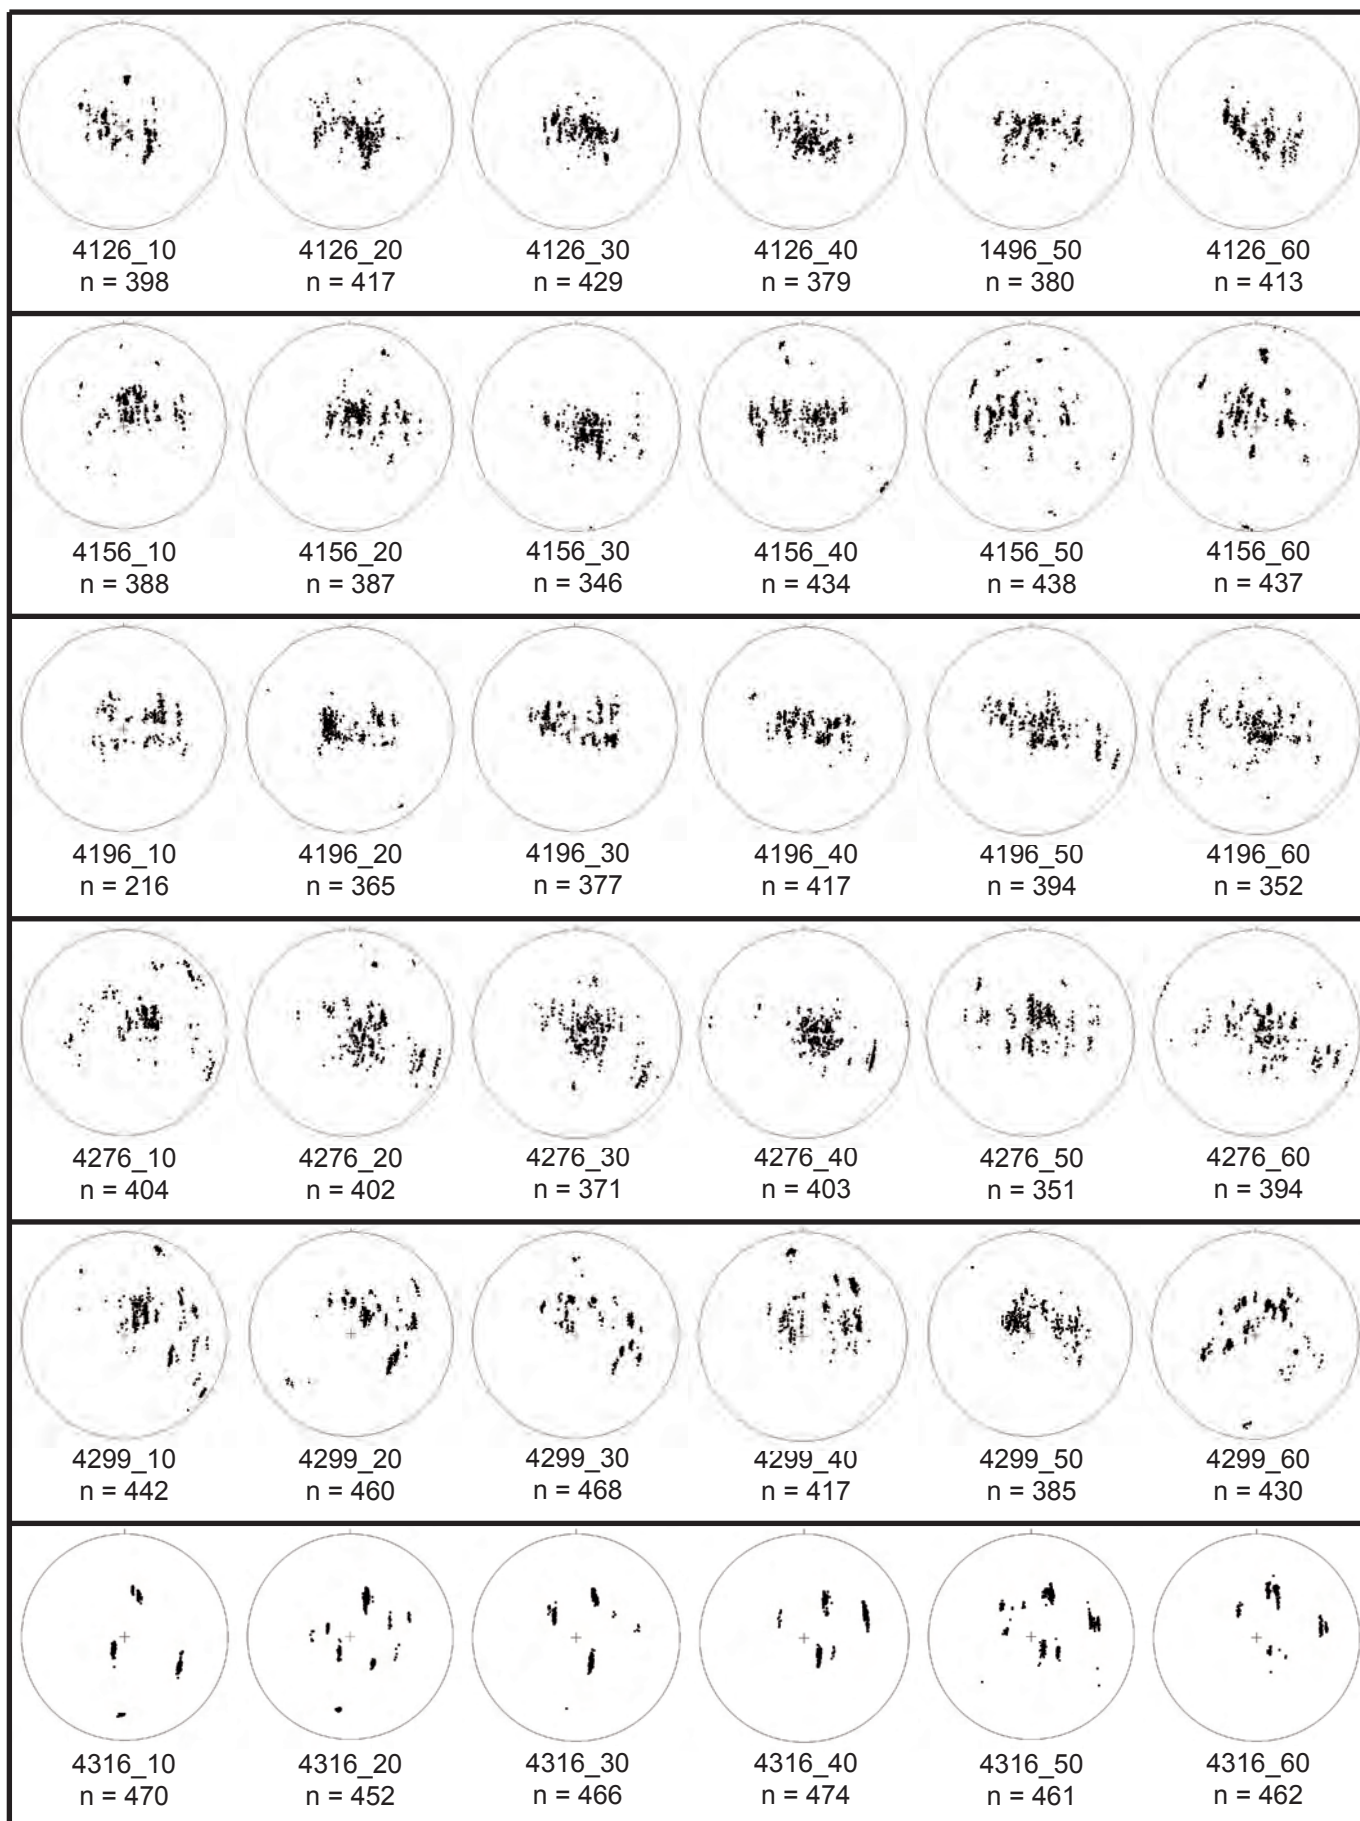 4126_10 4126_20 4126_30 4126_40 1496_50 4126_60
n = 398 n = 417 n = 429 n = 379 n = 380 n = 413
4156_10 4156_20 4156_30 4156_40 4156_50 4156_60
n = 388 n = 387 n = 346 n = 434 n = 438 n = 437
4196_10 4196_20 4196_30 4196_40 4196_50 4196_60
n = 216 n = 365 n = 377 n = 417 n = 394 n = 352
4276_10 4276_20 4276_30 4276_40 4276_50 4276_60
n = 404 n = 402 n = 371 n = 403 n = 351 n = 394
4299_10 4299_20 4299_30 4299_40 4299_50 4299_60
n = 442 n = 460 n = 468 n = 417 n = 385 n = 430
4316_10 4316_20 4316_30 4316_40 4316_50 4316_60
n = 470 n = 452 n = 466 n = 474 n = 461 n = 462